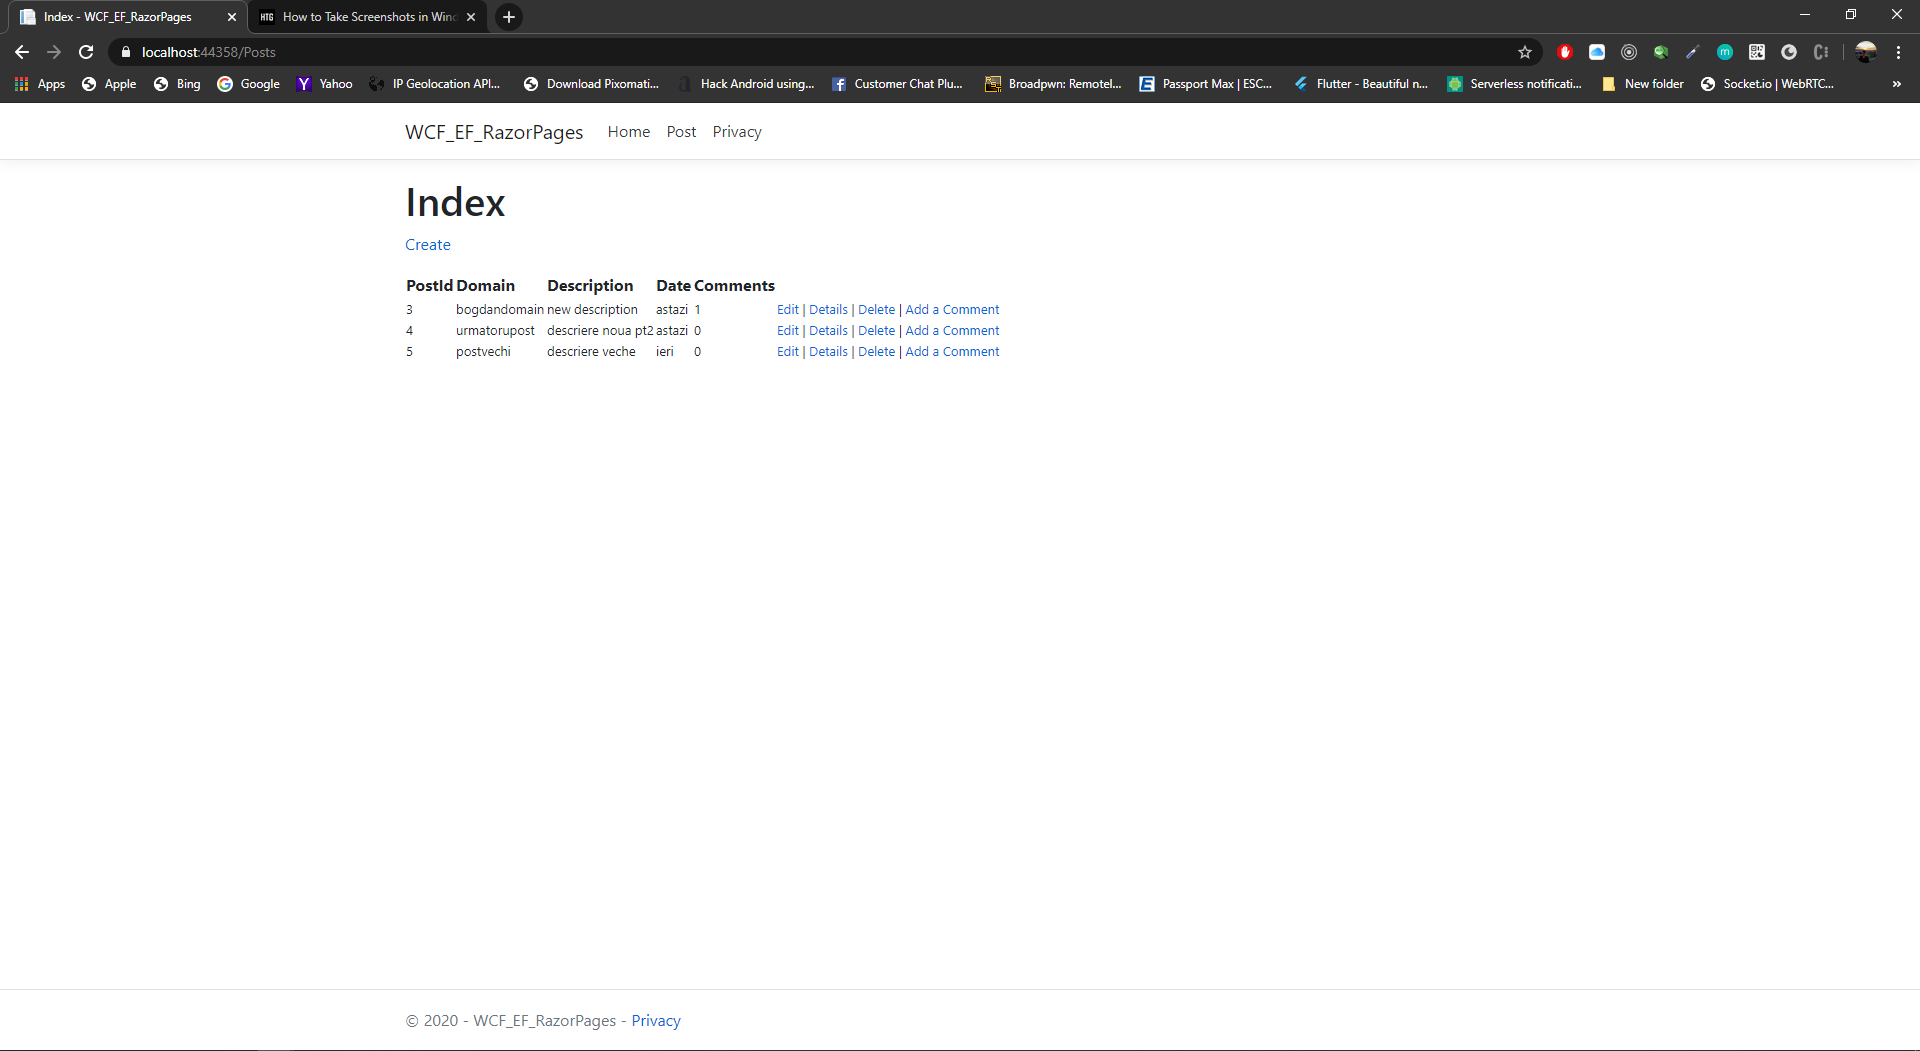 Index - WCF_EF_RazorPages
HTG How to Take Screenshots in Wind
localhost:44358/Posts
Apps Apple Bing Google Yahoo IP Geolocation API... Download Pixomati... Hack Android using... Customer Chat Plu... Broadpwn: Remotel... Passport Max | ESC... Flutter - Beautiful n... Serverless notificati... New folder Socket.io | WebRTC... »
WCF_EF_RazorPages Home Post Privacy
Index
Create
PostId Domain Description Date Comments
3 bogdandomain new description astazi 1 Edit | Details | Delete | Add a Comment
4 urmatorupost descriere noua pt2 astazi 0 Edit | Details | Delete | Add a Comment
5 postvechi descriere veche ieri 0 Edit | Details | Delete | Add a Comment
© 2020 - WCF_EF_RazorPages - Privacy